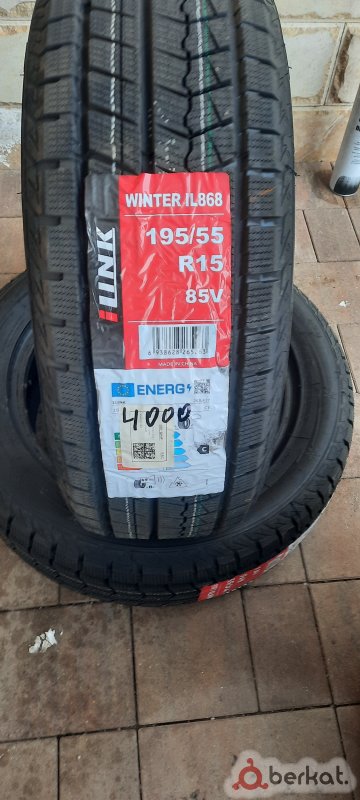 WINTER IL868
195/55
R15
85V
iLINK
MADE IN CHINA
ENERG
4000
C
berkat.